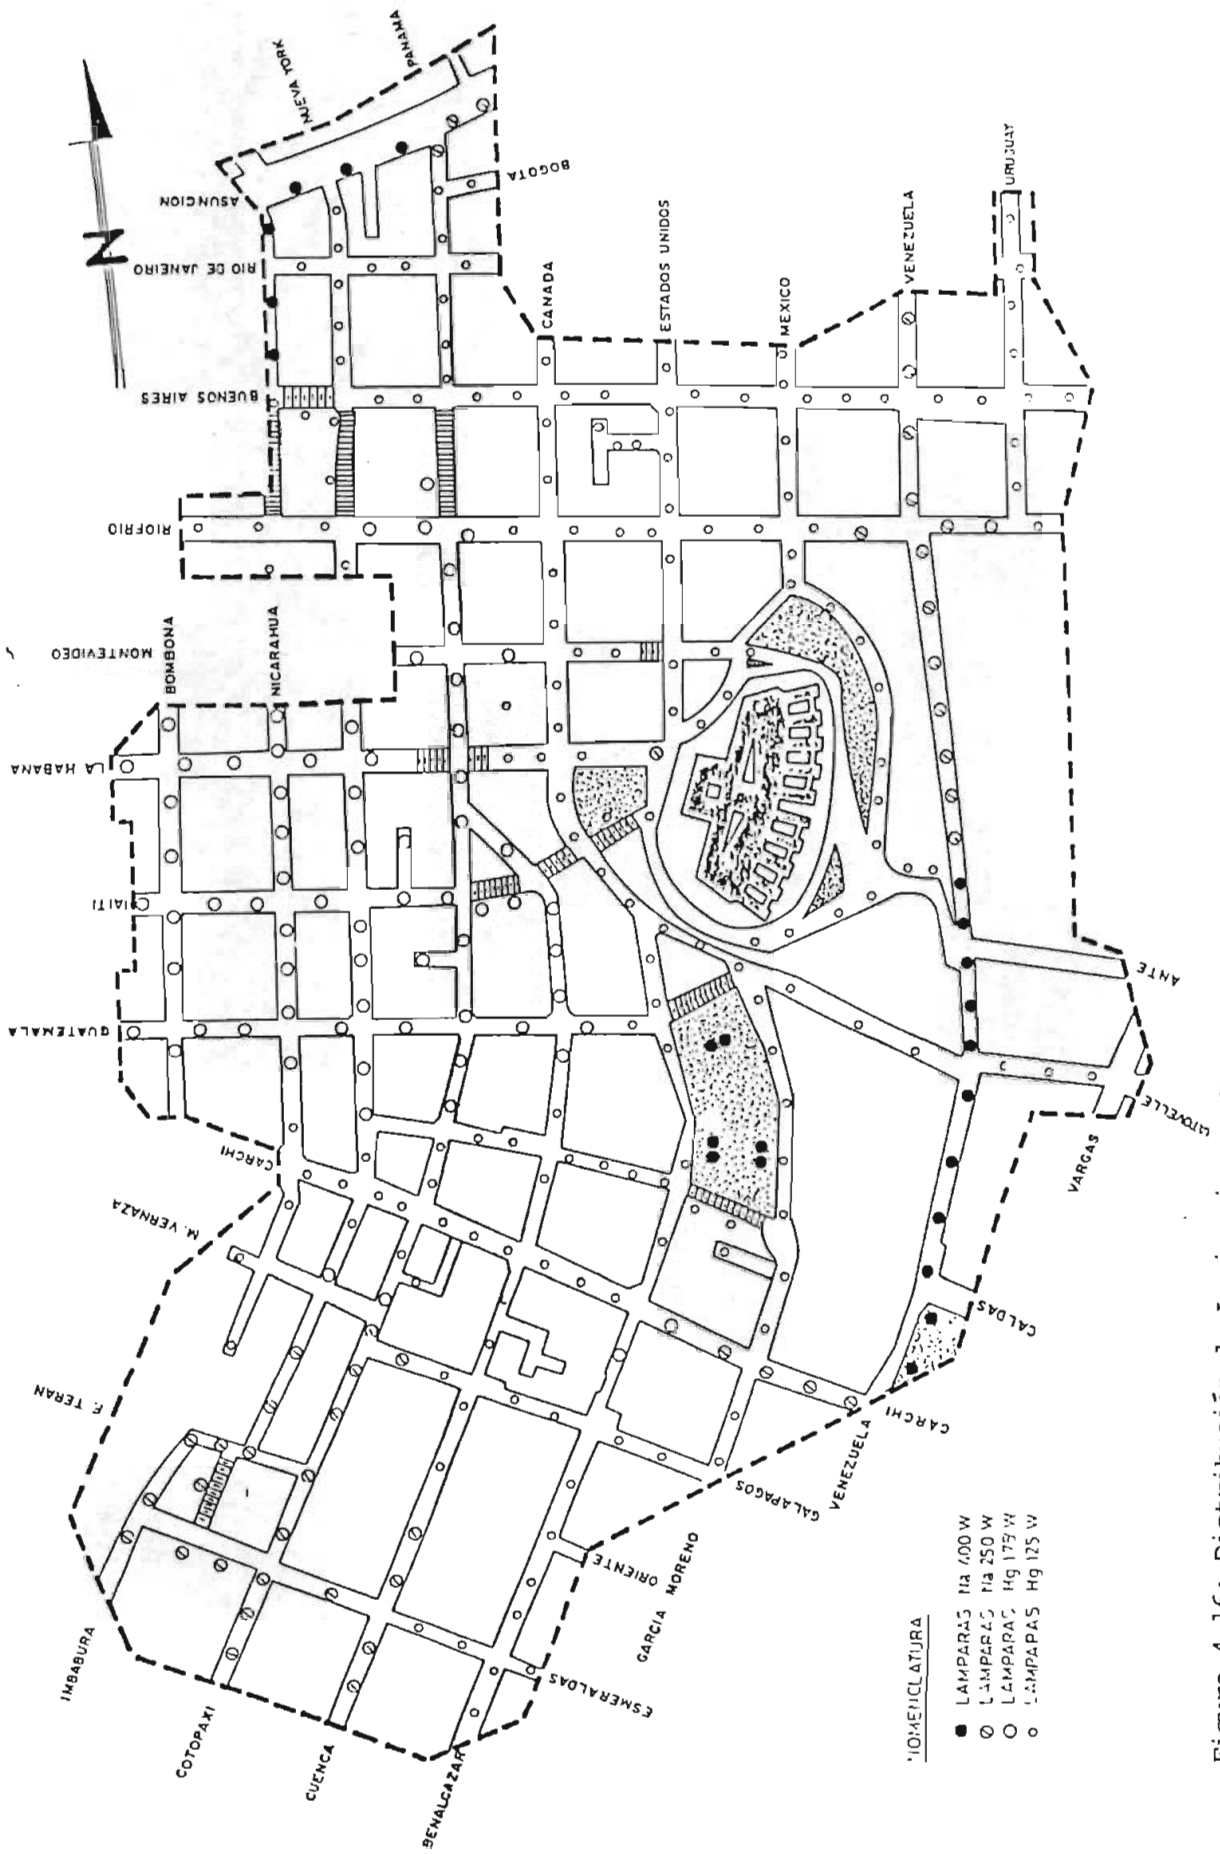 NUEVA YORK
PANAMA
ASUNCION
BOGOTA
RIO DE JANEIRO
N
BUENOS AIRES
CANADA
ESTADOS UNIDOS
MEXICO
VENEZUELA
URUGUAY
RIOFRIO
MONTEVIDEO
BOMBONA
NICARAHUA
LA HABANA
GUATEMALA
CARCHI
M. VERNAZA
F. TERAN
IMBABURA
COTOPAXI
CUENCA
BENALCAZAR
ESMERALDAS
ORIENTE
GARCIA MORENO
GALAPAGOS
VENEZUELA
CARCHI
CALDAS
VARGAS
ANTE
NOMENCLATURA
LAMPARAS Na 400 W
LAMPARAS Na 250 W
LAMPARAS Hg 175 W
LAMPARAS Hg 125 W